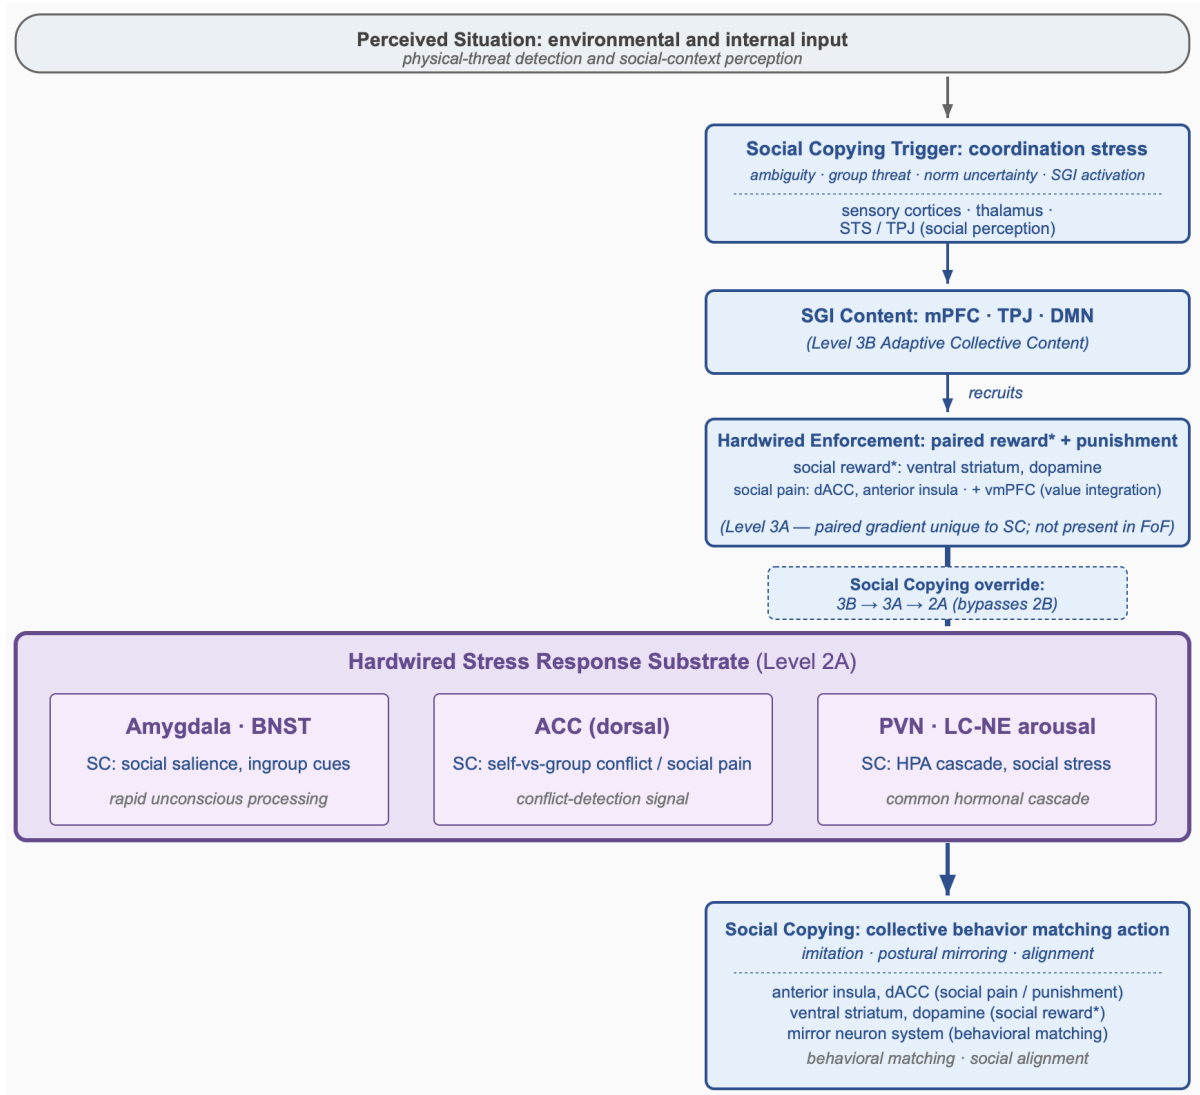 Perceived Situation: environmental and internal input
physical-threat detection and social-context perception
Social Copying Trigger: coordination stress
ambiguity · group threat · norm uncertainty · SGI activation
sensory cortices · thalamus ·
STS / TPJ (social perception)
SGI Content: mPFC · TPJ · DMN
(Level 3B Adaptive Collective Content)
recruits
Hardwired Enforcement: paired reward* + punishment
social reward*: ventral striatum, dopamine
social pain: dACC, anterior insula · + vmPFC (value integration)
(Level 3A — paired gradient unique to SC; not present in FoF)
Social Copying override:
3B → 3A → 2A (bypasses 2B)
Hardwired Stress Response Substrate (Level 2A)
Amygdala · BNST
SC: social salience, ingroup cues
rapid unconscious processing
ACC (dorsal)
SC: self-vs-group conflict / social pain
conflict-detection signal
PVN · LC-NE arousal
SC: HPA cascade, social stress
common hormonal cascade
Social Copying: collective behavior matching action
imitation · postural mirroring · alignment
anterior insula, dACC (social pain / punishment)
ventral striatum, dopamine (social reward*)
mirror neuron system (behavioral matching)
behavioral matching · social alignment